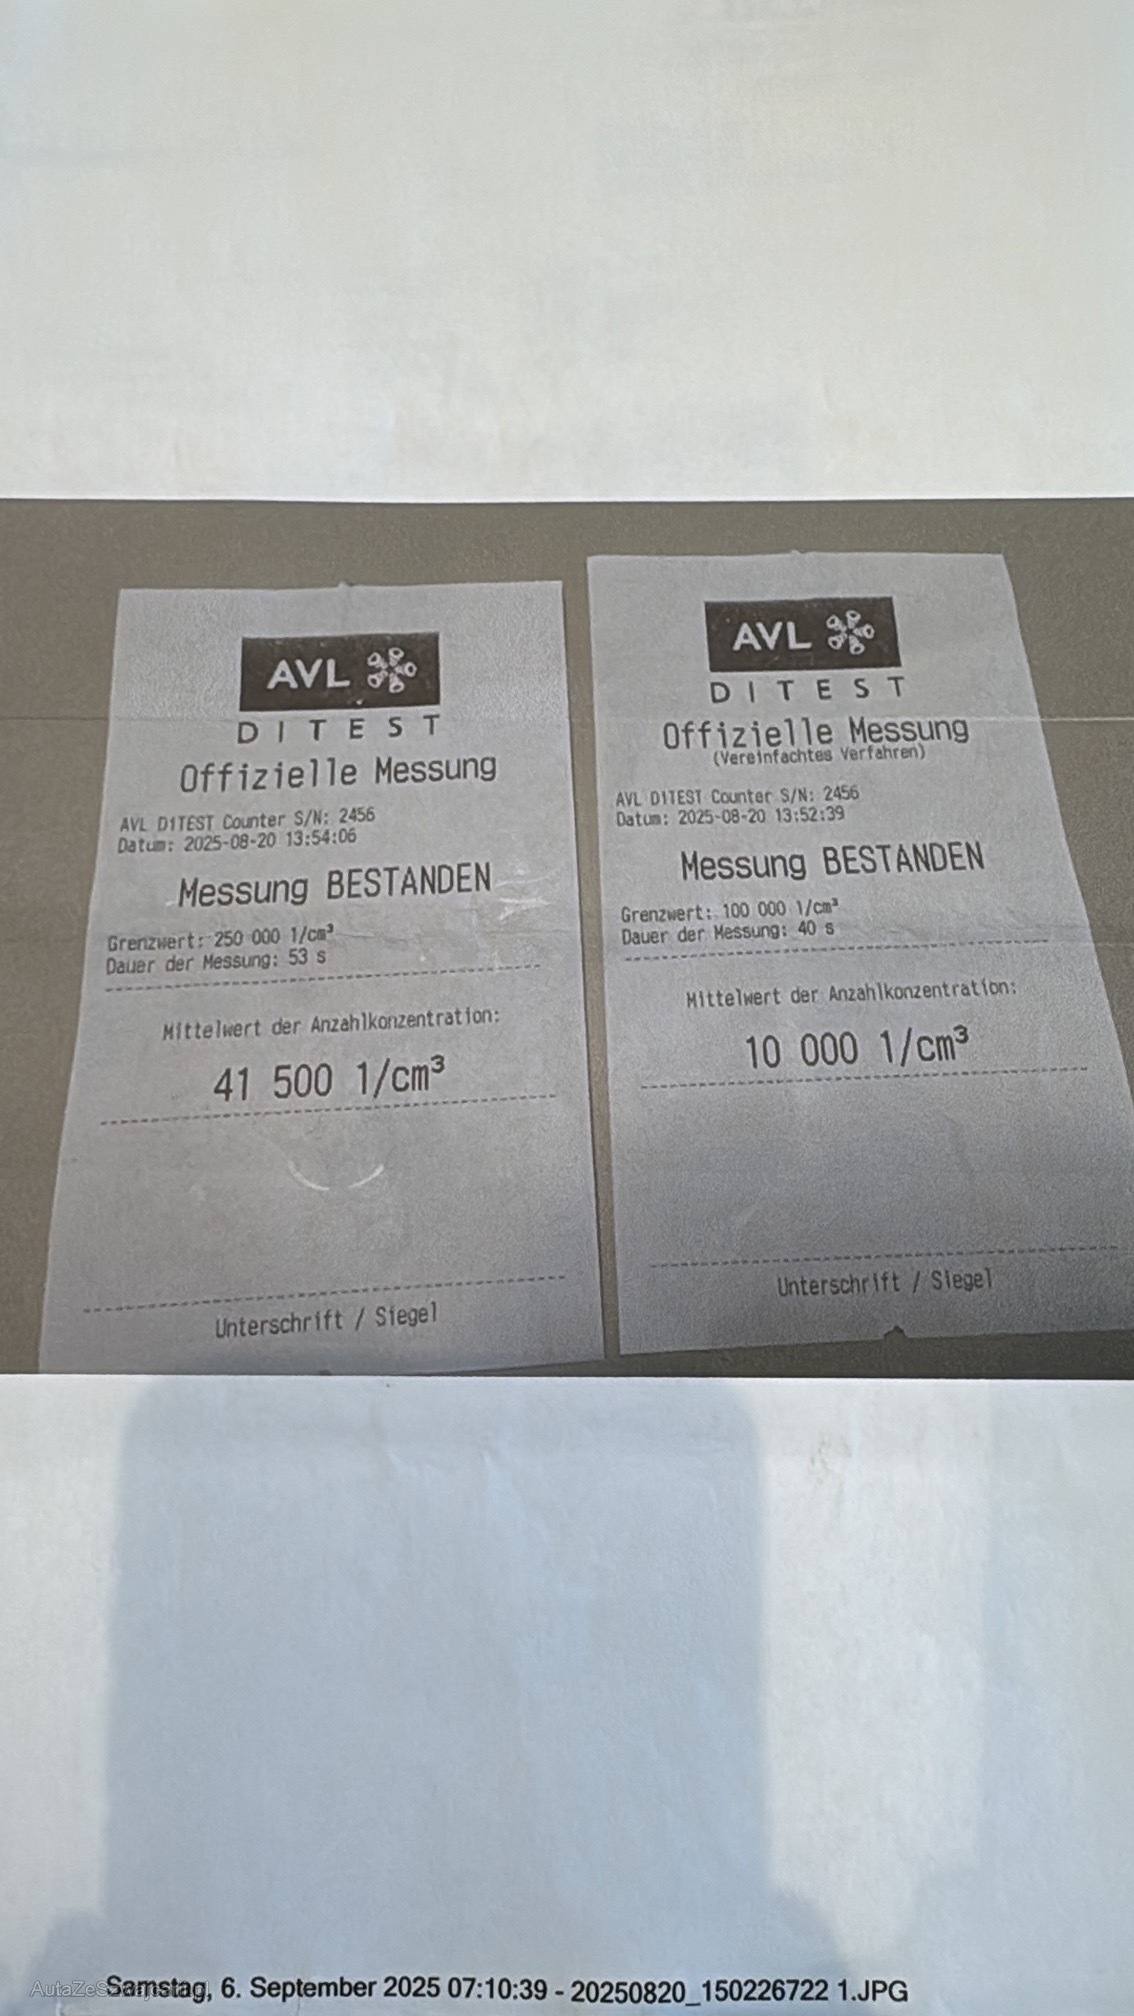 AVL
DITEST
Offizielle Messung
AVL DITEST Counter S/N: 2456
Datum: 2025-08-20 13:54:06
Messung BESTANDEN
Grenzwert: 250 000 1/cm³
Dauer der Messung: 53 s
Mittelwert der Anzahlkonzentration:
41 500 1/cm³
Unterschrift / Siegel
AVL
DITEST
Offizielle Messung
(Vereinfachtes Verfahren)
AVL DITEST Counter S/N: 2456
Datum: 2025-08-20 13:52:39
Messung BESTANDEN
Grenzwert: 100 000 1/cm³
Dauer der Messung: 40 s
Mittelwert der Anzahlkonzentration:
10 000 1/cm³
Unterschrift / Siegel
Samstag, 6. September 2025 07:10:39 - 20250820_150226722 1.JPG